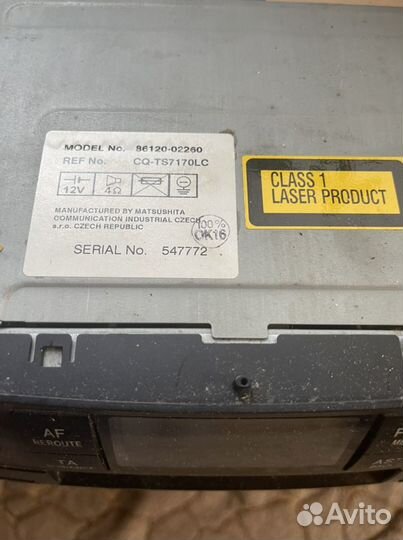 MODEL No. 86120-02260
REF No. CQ-TS7170LC
12V 4Ω
MANUFACTURED BY MATSUSHITA
COMMUNICATION INDUSTRIAL CZECH
s.r.o. CZECH REPUBLIC
100%
OK16
SERIAL No. 547772
CLASS 1
LASER PRODUCT
AF
REROUTE
TA
Avito